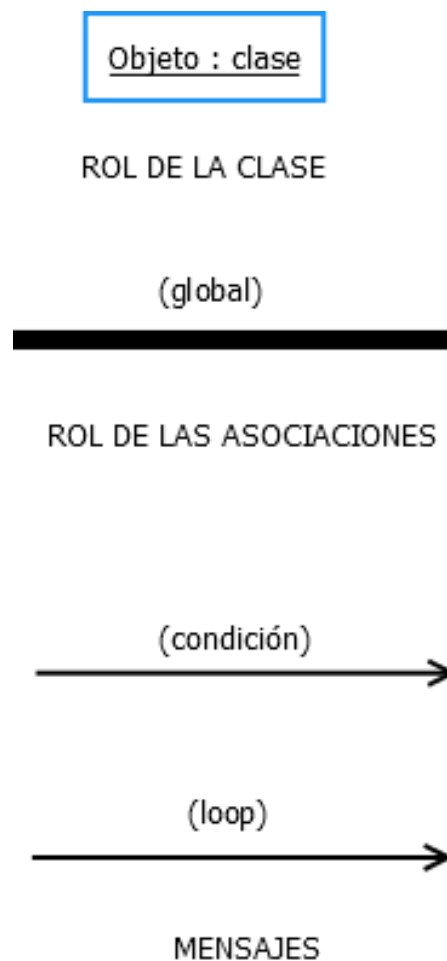 Objeto : clase
ROL DE LA CLASE
(global)
ROL DE LAS ASOCIACIONES
(condición)
(loop)
MENSAJES